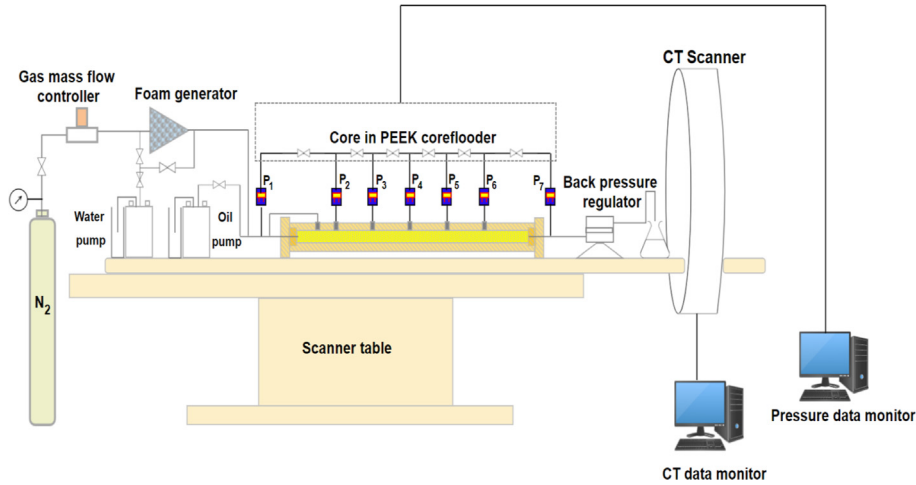 CT Scanner
Gas mass flow
controller
Foam generator
Core in PEEK coreflooder
P1
P2
P3
P4
P5
P6
P7
Back pressure
regulator
Water
pump
Oil
pump
N2
Scanner table
Pressure data monitor
CT data monitor